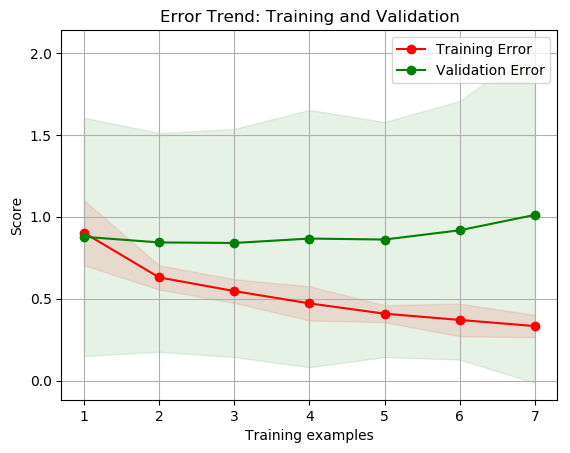 Error Trend: Training and Validation
Training Error
Validation Error
2.0
1.5
1.0
0.5
0.0
Score
1 2 3 4 5 6 7
Training examples